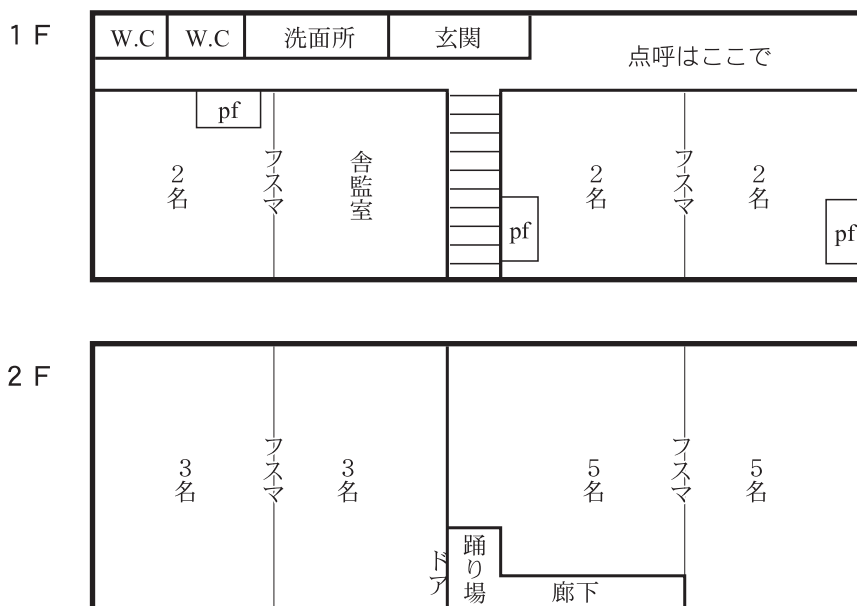 1 F
W.C
W.C
洗面所
玄関
点呼はここで
pf
2名
フスマ
舎監室
pf
2名
フスマ
2名
pf
2 F
3名
フスマ
3名
ドア
踊り場
5名
フスマ
5名
廊下